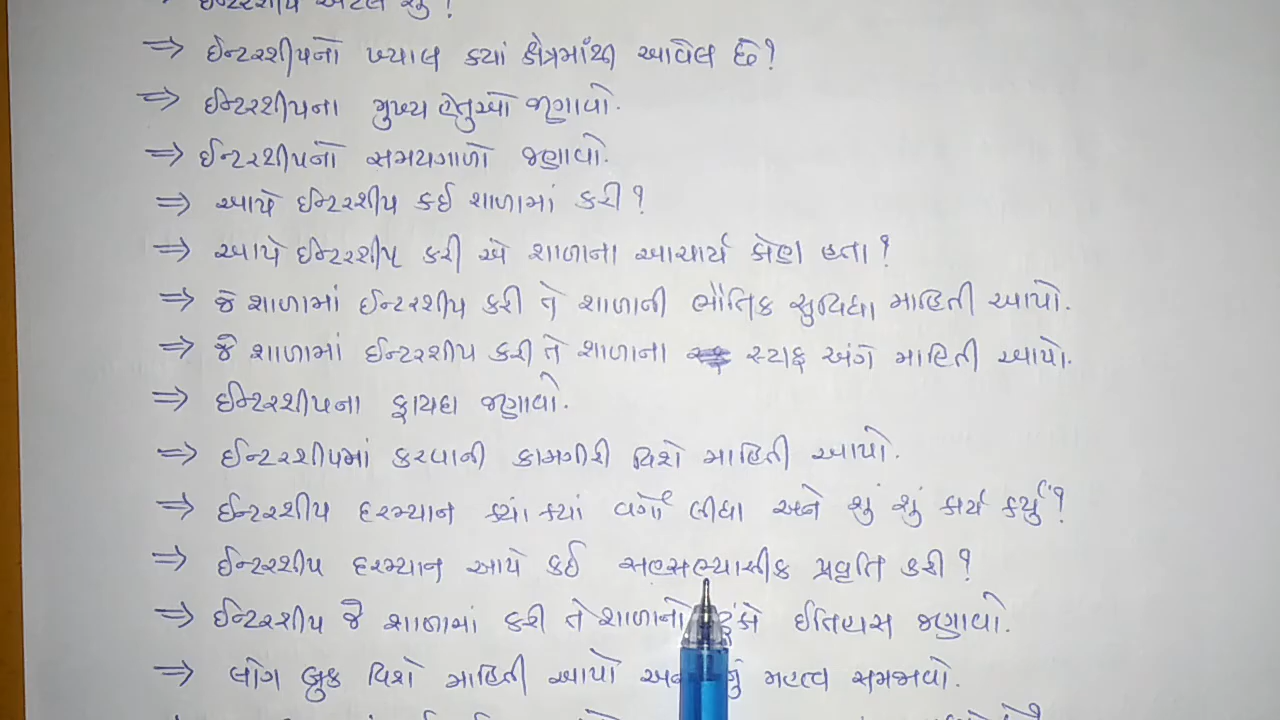 ઈન્ટરશીપ એટલે શું?
⇒ ઈન્ટરશીપનો ખ્યાલ ક્યાં ક્ષેત્રમાંથી આવેલ છે?
⇒ ઈન્ટરશીપના મુખ્ય હેતુઓ જણાવો.
⇒ ઈન્ટરશીપનો સમયગાળો જણાવો.
⇒ આપે ઈન્ટરશીપ કઈ શાળામાં કરી?
⇒ આપે ઈન્ટરશીપ કરી એ શાળાના આચાર્ય કોણ હતા?
⇒ જે શાળામાં ઈન્ટરશીપ કરી તે શાળાની ભૌતિક સુવિધા માહિતી આપો.
⇒ જે શાળામાં ઈન્ટરશીપ કરી તે શાળાના સ્ટાફ અંગે માહિતી આપો.
⇒ ઈન્ટરશીપના ફાયદા જણાવો.
⇒ ઈન્ટરશીપમાં કરવાની કામગીરી વિશે માહિતી આપો.
⇒ ઈન્ટરશીપ દરમ્યાન ક્યાં ક્યાં વર્ગો લીધા અને શું શું કાર્ય કર્યું?
⇒ ઈન્ટરશીપ દરમ્યાન આપે કઈ સહઅભ્યાસીક પ્રવૃતિ કરી?
⇒ ઈન્ટરશીપ જે શાળામાં કરી તે શાળાનો ટૂંકો ઈતિહાસ જણાવો.
⇒ લોગ બુક વિશે માહિતી આપો મહત્વ સમજાવો.